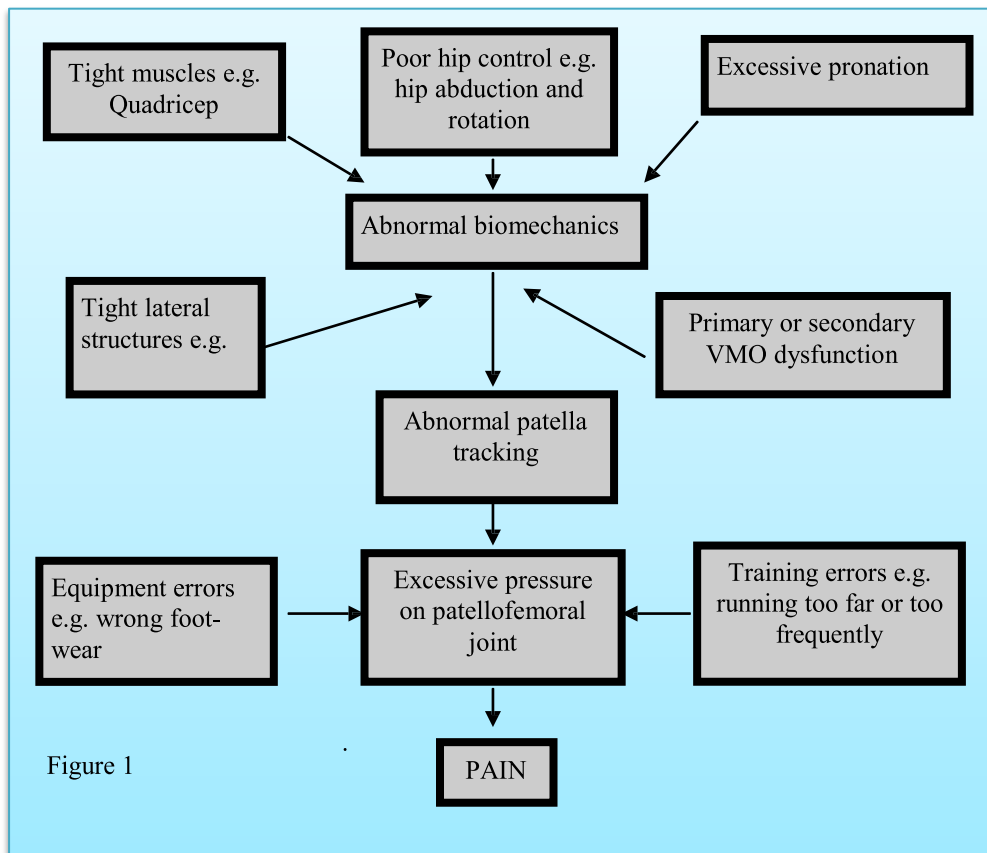 Tight muscles e.g.
Quadricep
Poor hip control e.g.
hip abduction and
rotation
Excessive pronation
Abnormal biomechanics
Tight lateral
structures e.g.
Primary or secondary
VMO dysfunction
Abnormal patella
tracking
Equipment errors
e.g. wrong foot-
wear
Excessive pressure
on patellofemoral
joint
Training errors e.g.
running too far or too
frequently
Figure 1
.
PAIN